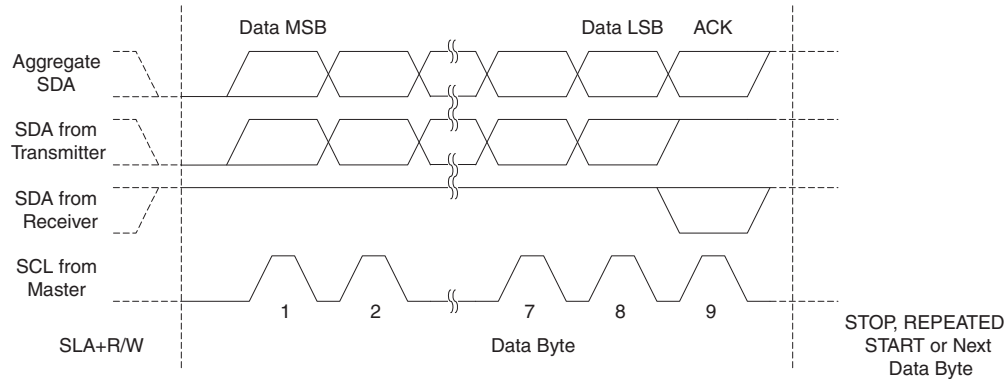 Data MSB
Data LSB
ACK
Aggregate
SDA
SDA from
Transmitter
SDA from
Receiver
SCL from
Master
1
2
7
8
9
SLA+R/W
Data Byte
STOP, REPEATED
START or Next
Data Byte